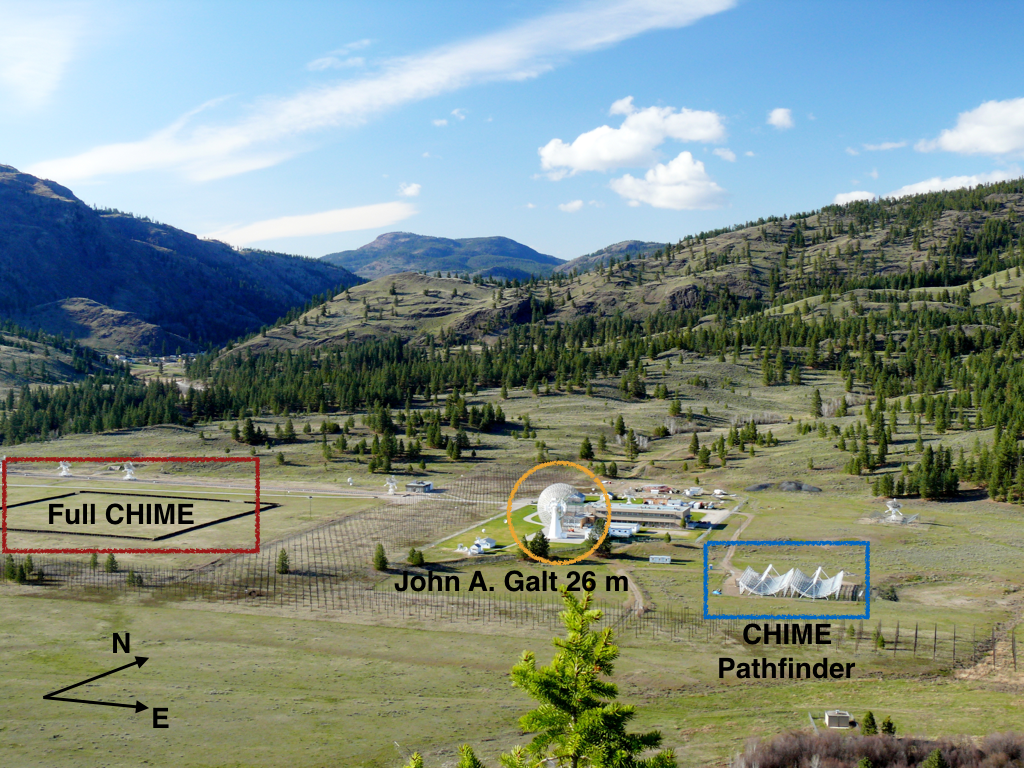 Full CHIME
John A. Galt 26 m
CHIME
Pathfinder
N
E